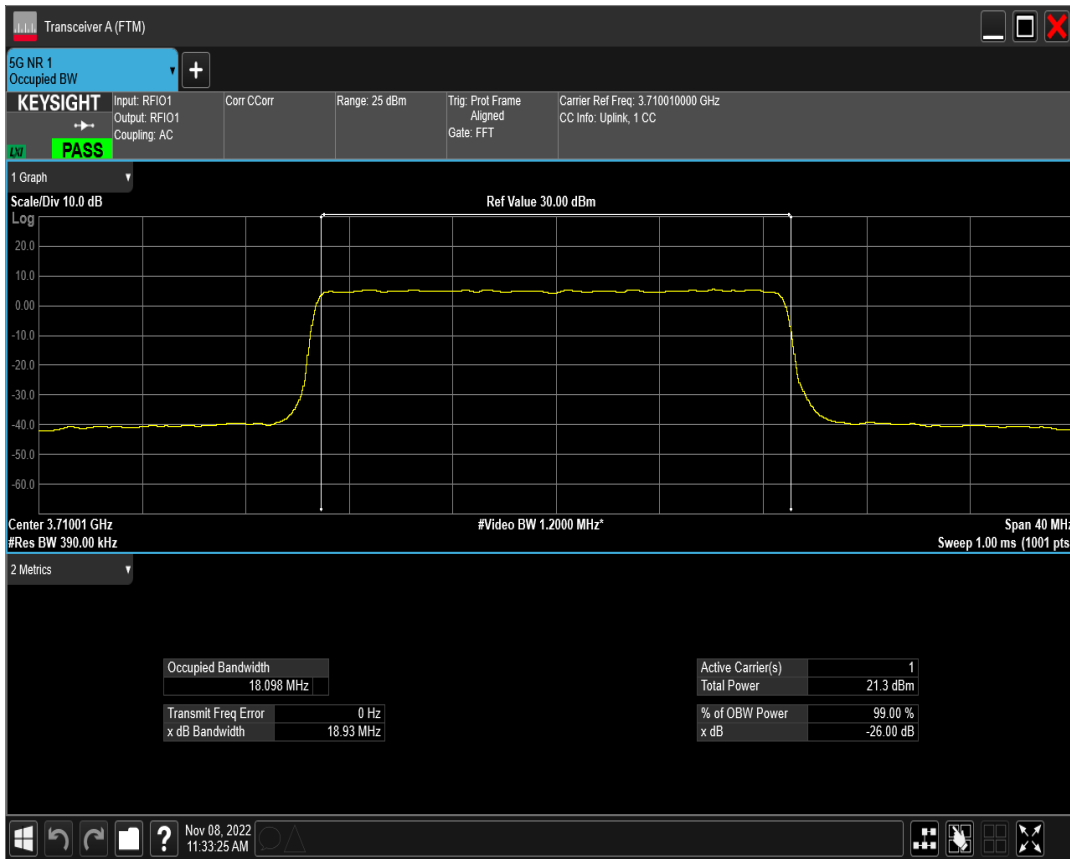 Transceiver A (FTM)
5G NR 1
Occupied BW
+
KEYSIGHT
LXI
PASS
Input: RFIO1
Output: RFIO1
Coupling: AC
Corr CCorr
Range: 25 dBm
Trig: Prot Frame
Aligned
Gate: FFT
Carrier Ref Freq: 3.710010000 GHz
CC Info: Uplink, 1 CC
1 Graph
Scale/Div 10.0 dB
Ref Value 30.00 dBm
Log
20.0
10.0
0.00
-10.0
-20.0
-30.0
-40.0
-50.0
-60.0
Center 3.71001 GHz
#Video BW 1.2000 MHz*
Span 40 MHz
#Res BW 390.00 kHz
Sweep 1.00 ms (1001 pts
2 Metrics
Occupied Bandwidth
18.098 MHz
Transmit Freq Error 0 Hz
x dB Bandwidth 18.93 MHz
Active Carrier(s) 1
Total Power 21.3 dBm
% of OBW Power 99.00 %
x dB -26.00 dB
?
Nov 08, 2022
11:33:25 AM